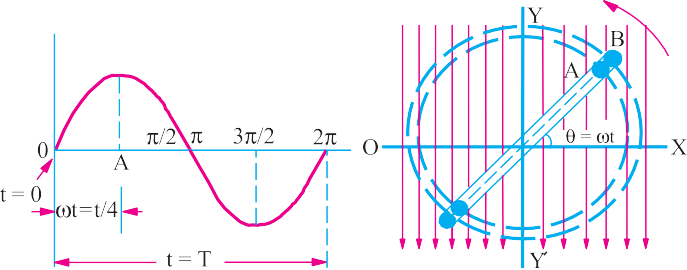 0
t = 0
A
π/2
π
3π/2
2π
ωt=t/4
t = T
Y
B
A
O
θ = ωt
X
Y′